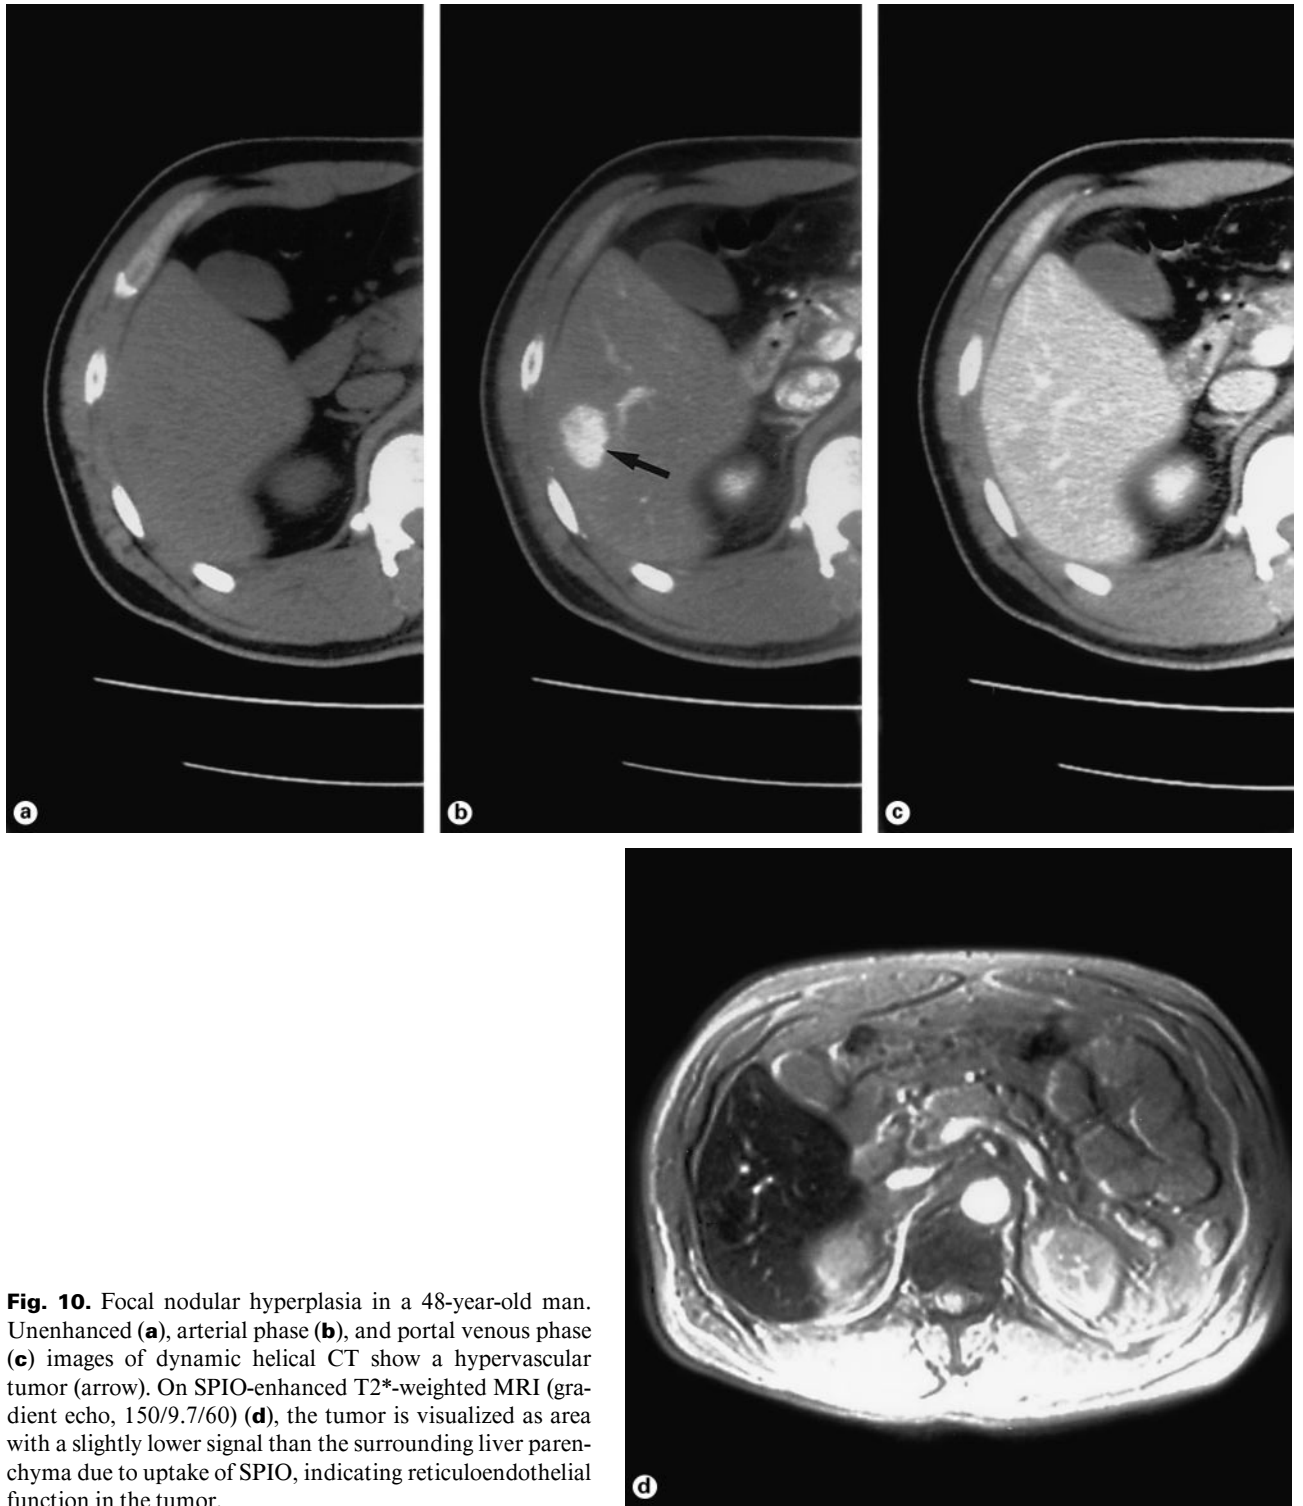 a
b
c
d
Fig. 10. Focal nodular hyperplasia in a 48-year-old man.
Unenhanced (a), arterial phase (b), and portal venous phase
(c) images of dynamic helical CT show a hypervascular
tumor (arrow). On SPIO-enhanced T2*-weighted MRI (gra-
dient echo, 150/9.7/60) (d), the tumor is visualized as area
with a slightly lower signal than the surrounding liver paren-
chyma due to uptake of SPIO, indicating reticuloendothelial
function in the tumor.